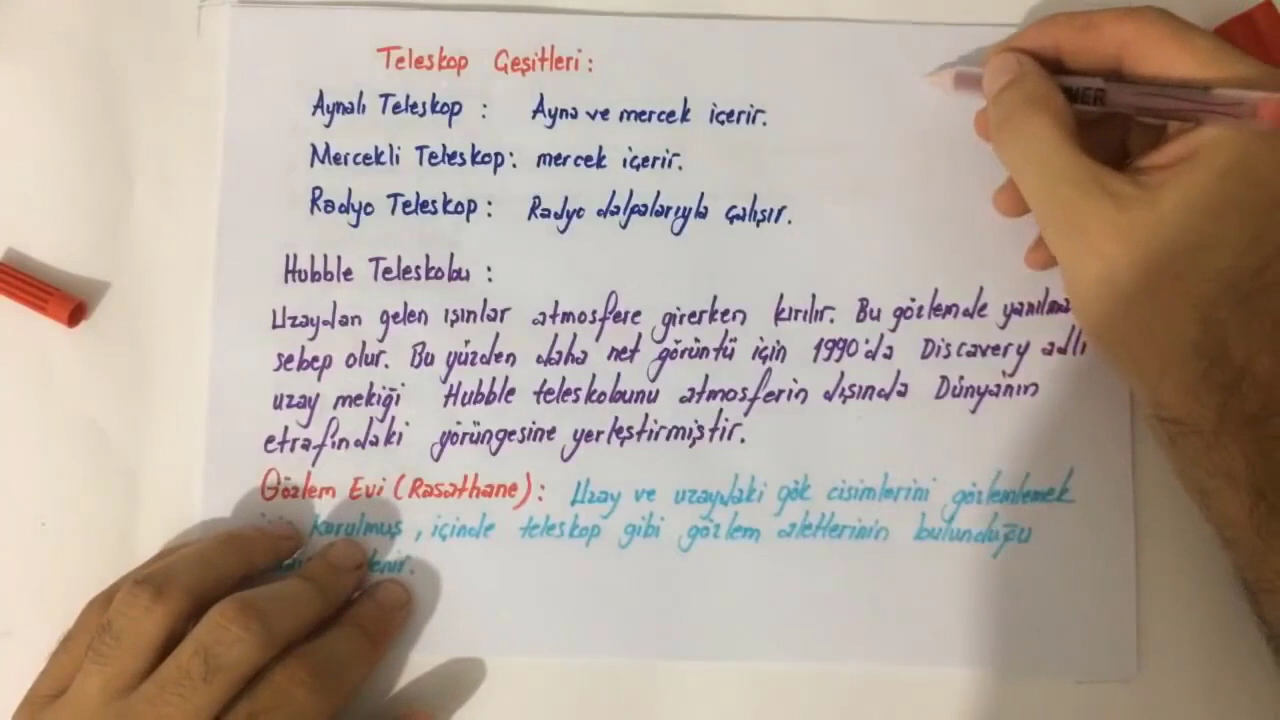 Teleskop Çeşitleri:
Aynalı Teleskop : Ayna ve mercek içerir.
Mercekli Teleskop: mercek içerir.
Radyo Teleskop: Radyo dalgalarıyla çalışır.
Hubble Teleskobu :
Uzaydan gelen ışınlar atmosfere girerken kırılır. Bu gözlemde
sebep olur. Bu yüzden daha net görüntü için 1990'da Discavery adlı
uzay mekiği Hubble teleskobunu atmosferin dışında Dünyanın
etrafındaki yörüngesine yerleştirmiştir.
Gözlem Evi (Rasathane): Uzay ve uzaydaki gök cisimlerini gözlemlemek
kurulmuş, içinde teleskop gibi gözlem aletlerinin bulunduğu
denir.